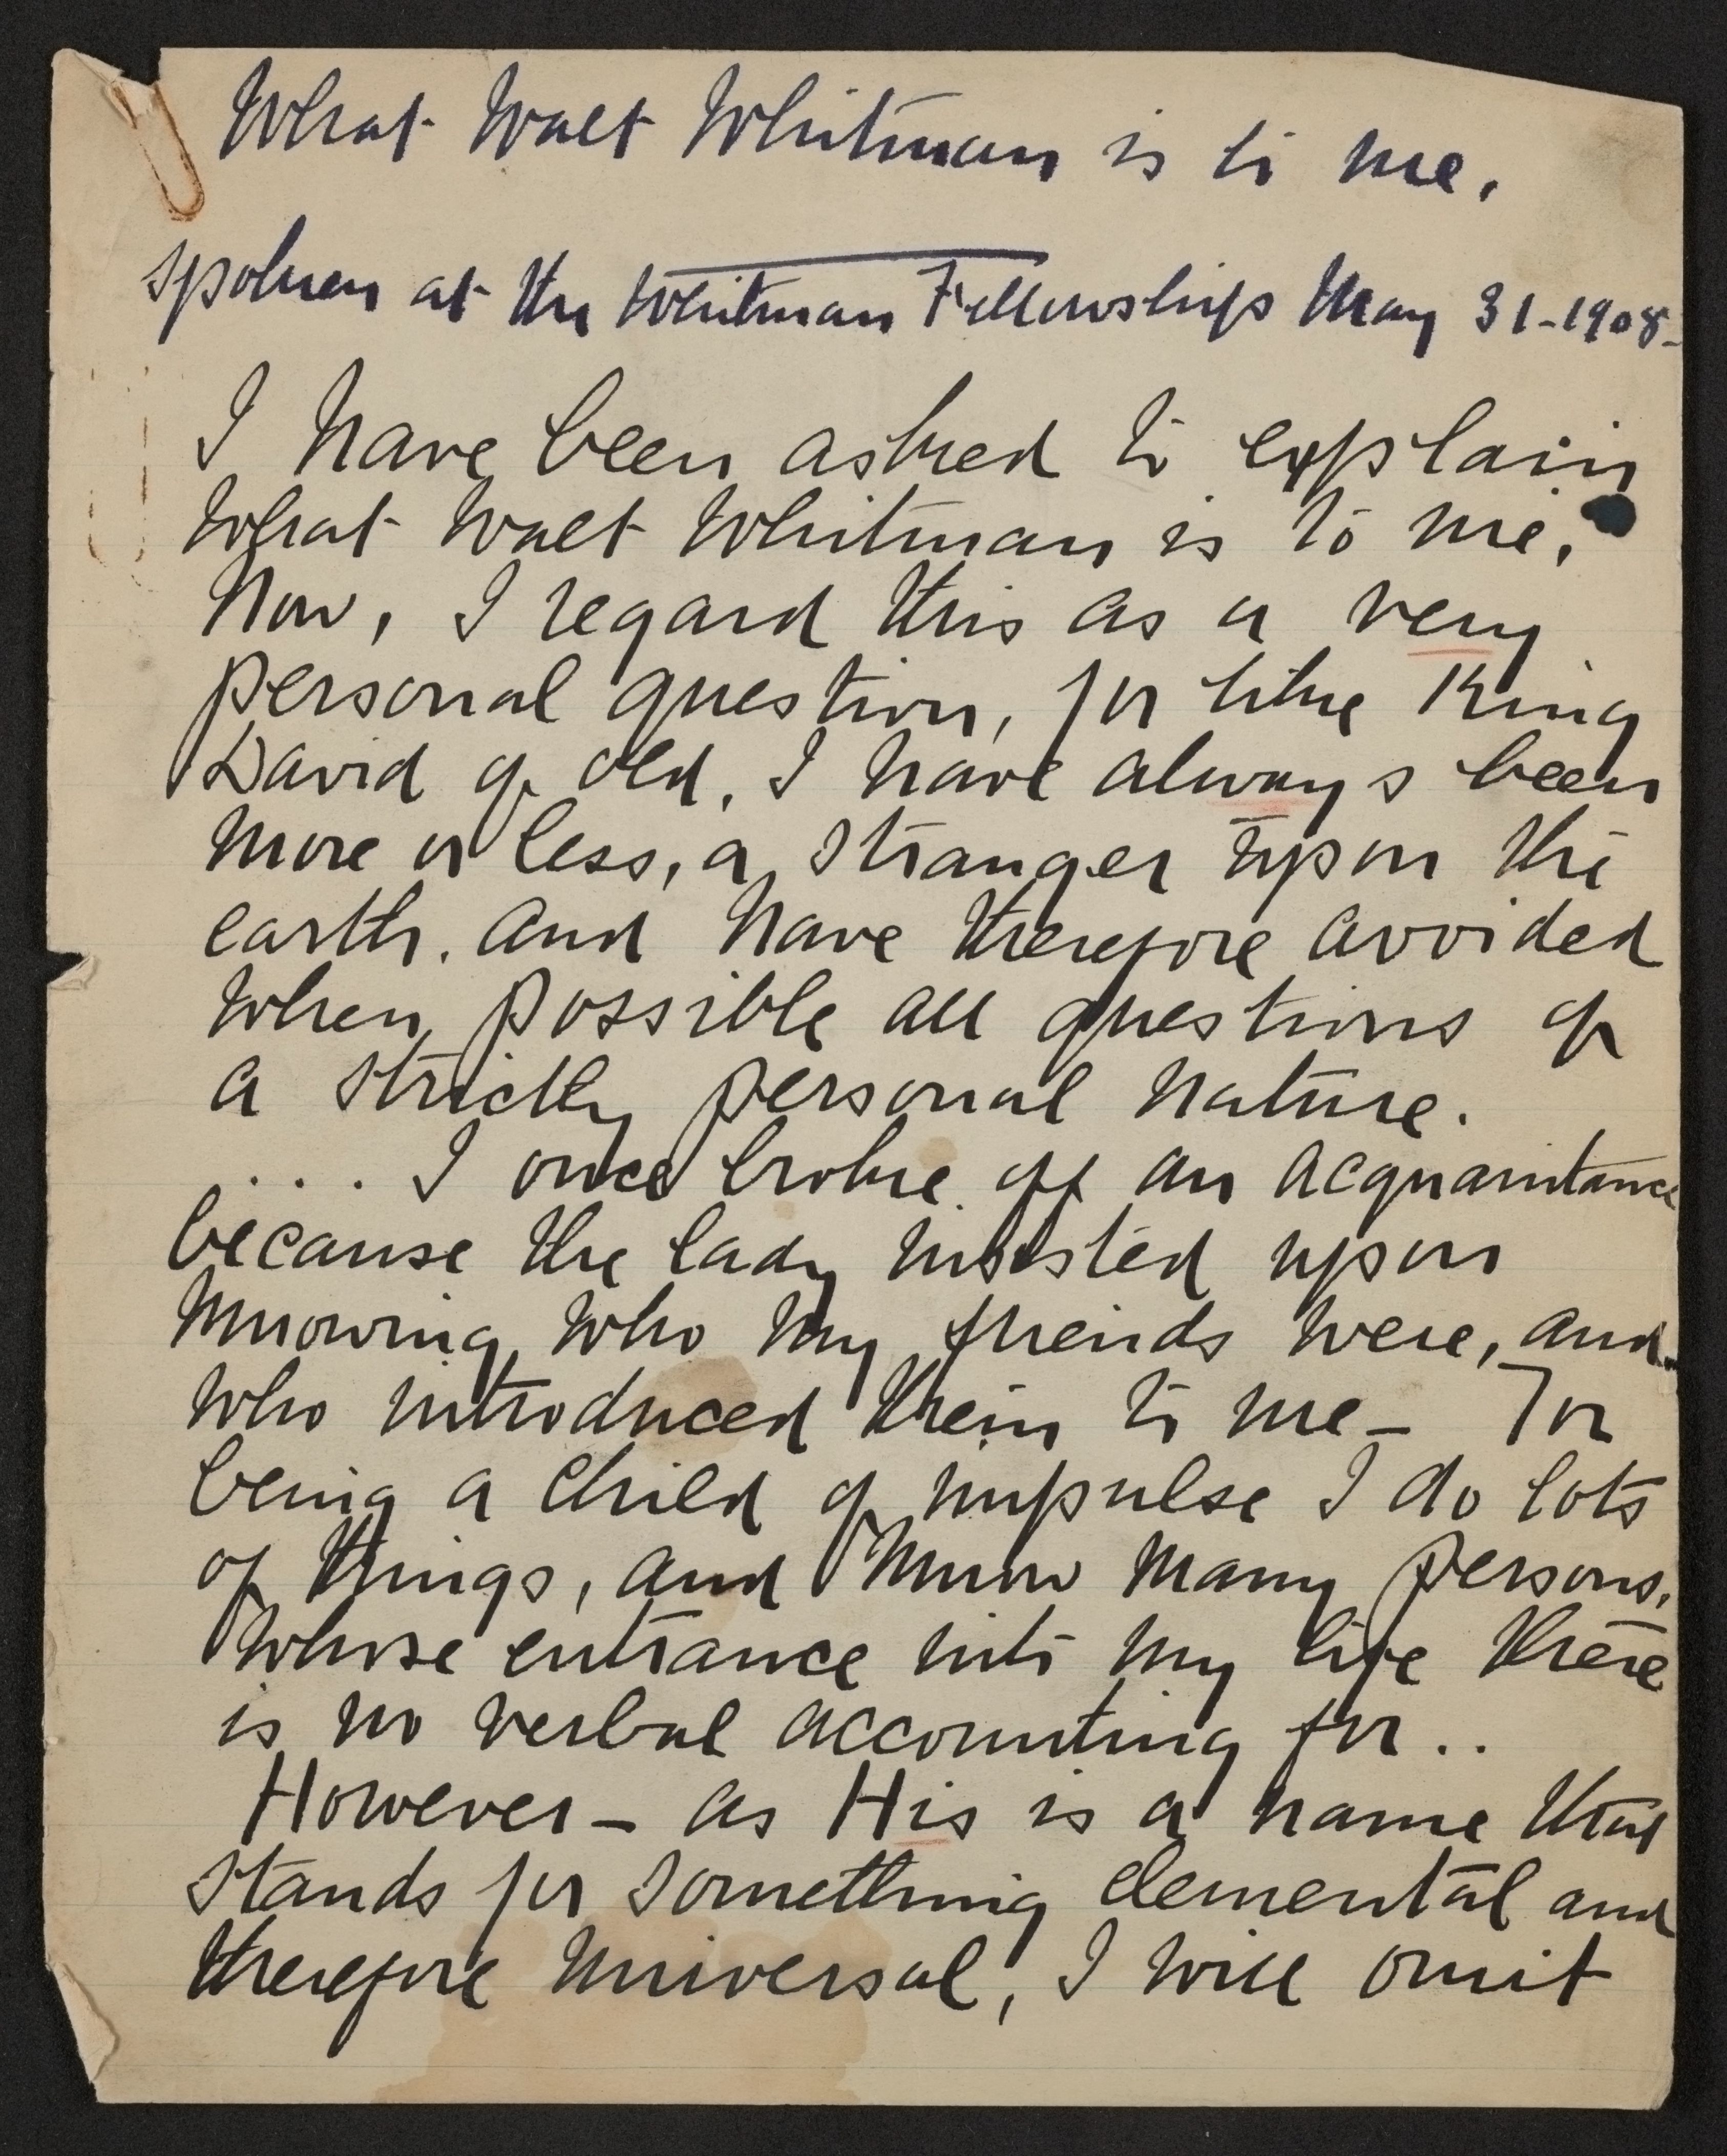 What Walt Whitman is to me.
Spoken at the Whitman Fellowship May 31-1908-
I have been asked to explain
What Walt Whitman is to me.
Now, I regard this as a very
personal question, for like King
David of old, I have always been
more or less, a stranger upon the
earth. and have therefore avoided
when possible all questions of
a strictly personal nature.
.... I once broke off an acquaintance
because the lady insisted upon
knowing who my friends were, and
who introduced them to me— For
being a child of impulse I do lots
of things, and know many persons,
whose entrance into my life there
is no verbal accounting for..
However— as His is a name that
stands for something elemental and
therefore universal, I will omit